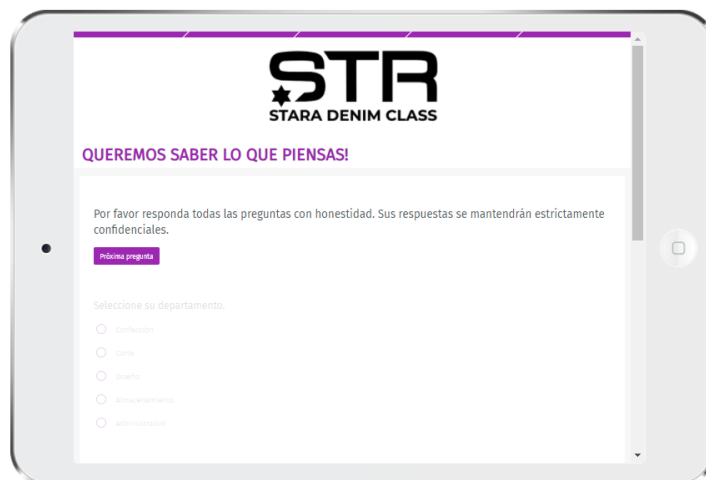 STR
STARA DENIM CLASS
QUEREMOS SABER LO QUE PIENSAS!
Por favor responda todas las preguntas con honestidad. Sus respuestas se mantendrán estrictamente
confidenciales.
Próxima pregunta
Seleccione su departamento.
Confección
Corte
Diseño
Almacenamiento
Administración